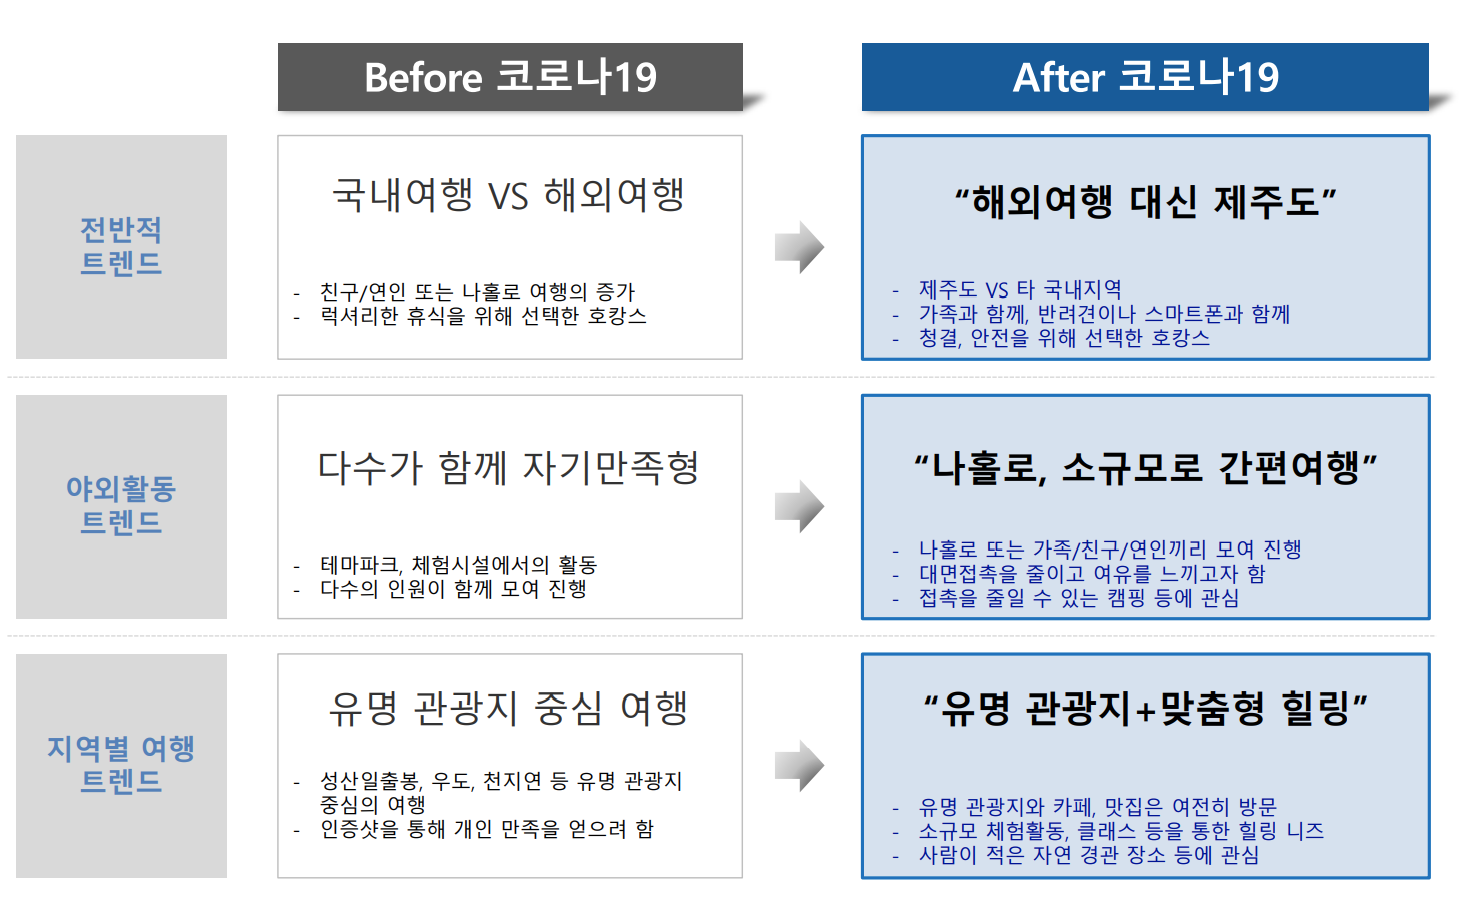 Before 코로나19
After 코로나19
전반적
트렌드
국내여행 VS 해외여행
- 친구/연인 또는 나홀로 여행의 증가
- 럭셔리한 휴식을 위해 선택한 호캉스
“해외여행 대신 제주도”
- 제주도 VS 타 국내지역
- 가족과 함께, 반려견이나 스마트폰과 함께
- 청결, 안전을 위해 선택한 호캉스
야외활동
트렌드
다수가 함께 자기만족형
- 테마파크, 체험시설에서의 활동
- 다수의 인원이 함께 모여 진행
“나홀로, 소규모로 간편여행”
- 나홀로 또는 가족/친구/연인끼리 모여 진행
- 대면접촉을 줄이고 여유를 느끼고자 함
- 접촉을 줄일 수 있는 캠핑 등에 관심
지역별 여행
트렌드
유명 관광지 중심 여행
- 성산일출봉, 우도, 천지연 등 유명 관광지
중심의 여행
- 인증샷을 통해 개인 만족을 얻으려 함
“유명 관광지+맞춤형 힐링”
- 유명 관광지와 카페, 맛집은 여전히 방문
- 소규모 체험활동, 클래스 등을 통한 힐링 니즈
- 사람이 적은 자연 경관 장소 등에 관심